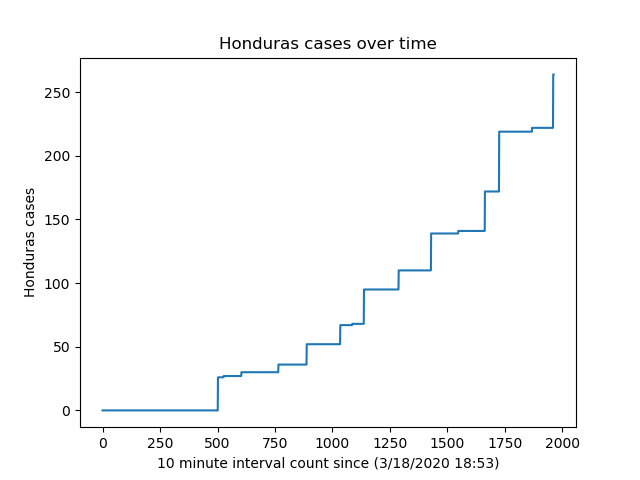 Honduras cases over time
Honduras cases
250
200
150
100
50
0
0 250 500 750 1000 1250 1500 1750 2000
10 minute interval count since (3/18/2020 18:53)